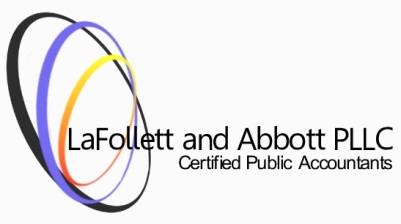 LaFollett and Abbott PLLC
Certified Public Accountants